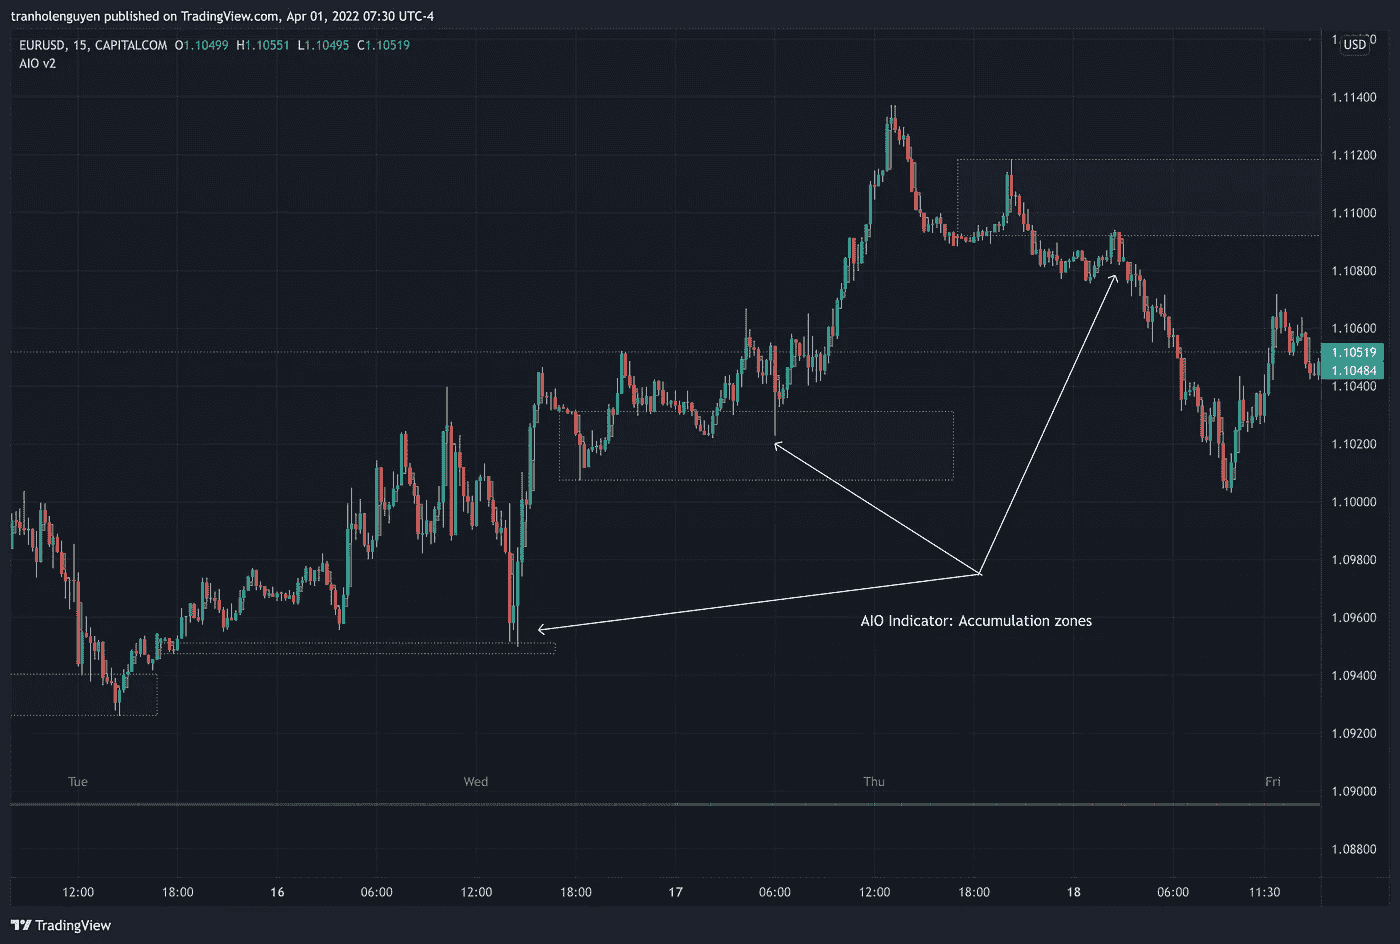 tranholenguyen published on TradingView.com, Apr 01, 2022 07:30 UTC-4
EURUSD, 15, CAPITALCOM O1.10499 H1.10551 L1.10495 C1.10519
AIO v2
USD
1.11400
1.11200
1.11000
1.10800
1.10600
1.10519
1.10484
1.10400
1.10200
1.10000
1.09800
1.09600
AIO Indicator: Accumulation zones
1.09400
1.09200
Tue Wed Thu Fri
1.09000
1.08800
12:00 18:00 16 06:00 12:00 18:00 17 06:00 12:00 18:00 18 06:00 11:30
TradingView